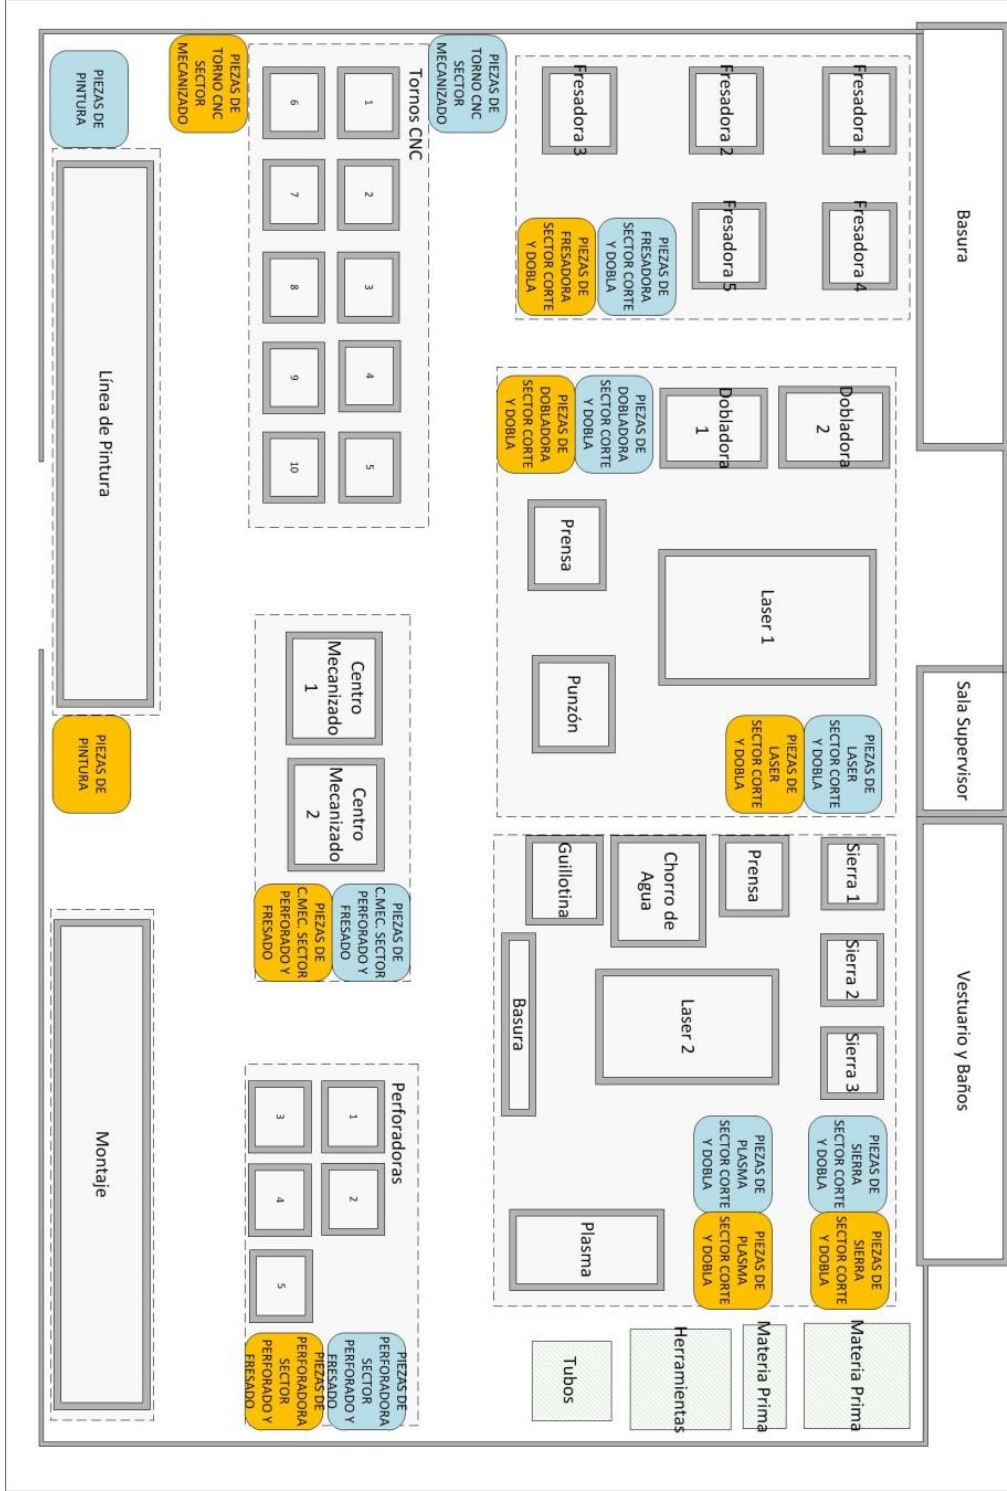 Basura
Sala Supervisor
Vestuario y Baños
Fresadora 1
Fresadora 4
Fresadora 2
Fresadora 5
Fresadora 3
PIEZAS DE
FRESADORA
SECTOR CORTE
Y DOBLA
PIEZAS DE
FRESADORA
SECTOR CORTE
Y DOBLA
Dobladora
2
Dobladora
1
PIEZAS DE
DOBLADORA
SECTOR CORTE
Y DOBLA
PIEZAS DE
DOBLADORA
SECTOR CORTE
Y DOBLA
Laser 1
Prensa
Punzón
PIEZAS DE
LASER
SECTOR CORTE
Y DOBLA
PIEZAS DE
LASER
SECTOR CORTE
Y DOBLA
Sierra 1
Sierra 2
Sierra 3
Prensa
Chorro de
Agua
Guillotina
Laser 2
Basura
PIEZAS DE
SIERRA
SECTOR CORTE
Y DOBLA
PIEZAS DE
SIERRA
SECTOR CORTE
Y DOBLA
PIEZAS DE
PLASMA
SECTOR CORTE
Y DOBLA
PIEZAS DE
PLASMA
SECTOR CORTE
Y DOBLA
Plasma
Materia Prima
Materia Prima
Herramientas
Tubos
PIEZAS DE
TORNO CNC
SECTOR
MECANIZADO
Tornos CNC
1
2
3
4
5
6
7
8
9
10
PIEZAS DE
TORNO CNC
SECTOR
MECANIZADO
Centro
Mecanizado
1
Centro
Mecanizado
2
PIEZAS DE
C.MEC. SECTOR
PERFORADO Y
FRESADO
PIEZAS DE
C.MEC. SECTOR
PERFORADO Y
FRESADO
Perforadoras
1
2
3
4
5
PIEZAS DE
PERFORADORA
SECTOR
PERFORADO Y
FRESADO
PIEZAS DE
PERFORADORA
SECTOR
PERFORADO Y
FRESADO
PIEZAS DE
PINTURA
Línea de Pintura
PIEZAS DE
PINTURA
Montaje